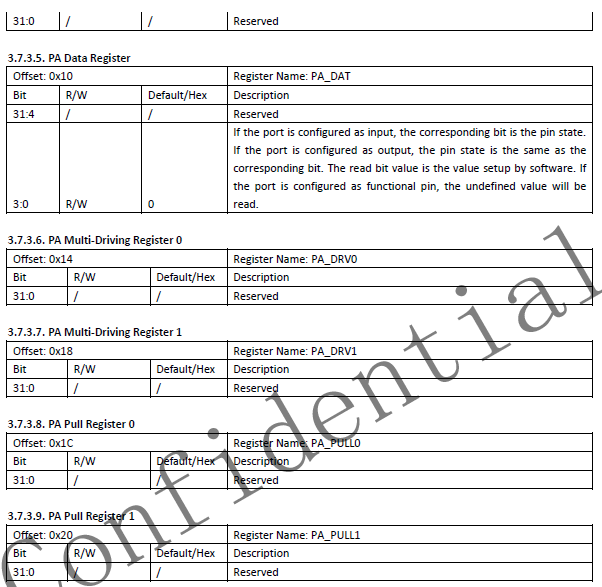 31:0 / / Reserved
3.7.3.5. PA Data Register
Offset: 0x10 Register Name: PA_DAT
Bit R/W Default/Hex Description
31:4 / / Reserved
If the port is configured as input, the corresponding bit is the pin state.
If the port is configured as output, the pin state is the same as the
corresponding bit. The read bit value is the value setup by software. If
the port is configured as functional pin, the undefined value will be
3:0 R/W 0 read.
3.7.3.6. PA Multi-Driving Register 0
Offset: 0x14 Register Name: PA_DRV0
Bit R/W Default/Hex Description
31:0 / / Reserved
3.7.3.7. PA Multi-Driving Register 1
Offset: 0x18 Register Name: PA_DRV1
Bit R/W Default/Hex Description
31:0 / / Reserved
3.7.3.8. PA Pull Register 0
Offset: 0x1C Register Name: PA_PULL0
Bit R/W Default/Hex Description
31:0 / / Reserved
3.7.3.9. PA Pull Register 1
Offset: 0x20 Register Name: PA_PULL1
Bit R/W Default/Hex Description
31:0 / / Reserved
Confidential